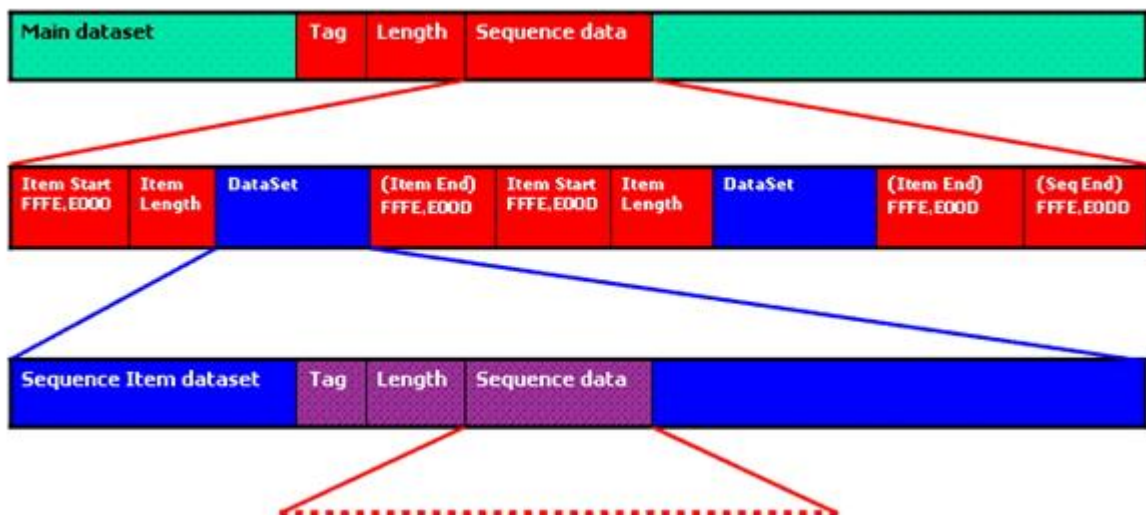 Main dataset Tag Length Sequence data
Item Start Item DataSet (Item End) Item Start Item DataSet (Item End) (Seq End)
FFFE,E000 Length FFFE,E00D FFFE,E00D Length FFFE,E00D FFFE,E0DD
Sequence Item dataset Tag Length Sequence data